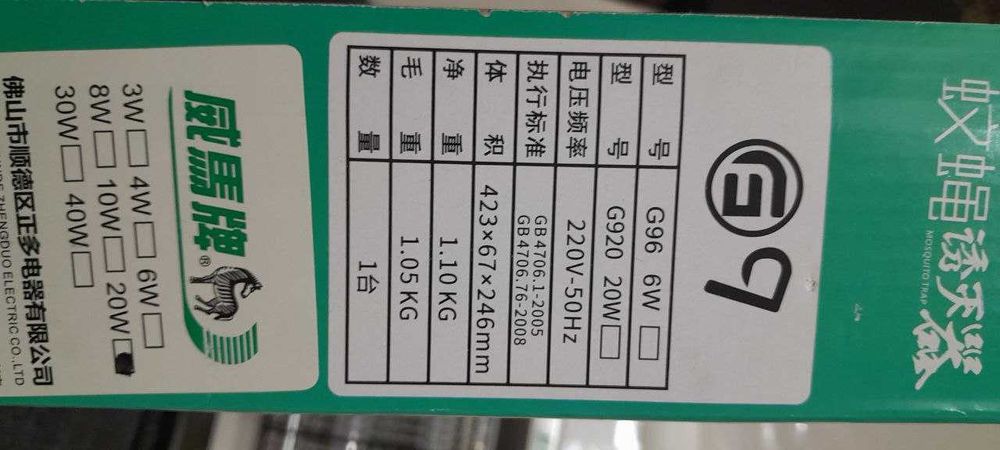 蚊蝇诱
MOSQUITO TRAP
G9
型 号 G96 6W□
型 号 G920 20W□
电压频率 220V-50Hz
执行标准 GB4706.1-2005
GB4706.76-2008
体 积 423×67×246mm
净 重 1.10KG
毛 重 1.05KG
数 量 1台
威馬牌®
3W□ 4W□ 6W□
8W□ 10W□ 20W□
30W□ 40W□
佛山市顺德区正多电器有限公司
ZHENGDUO ELECTRIC CO.,LTD